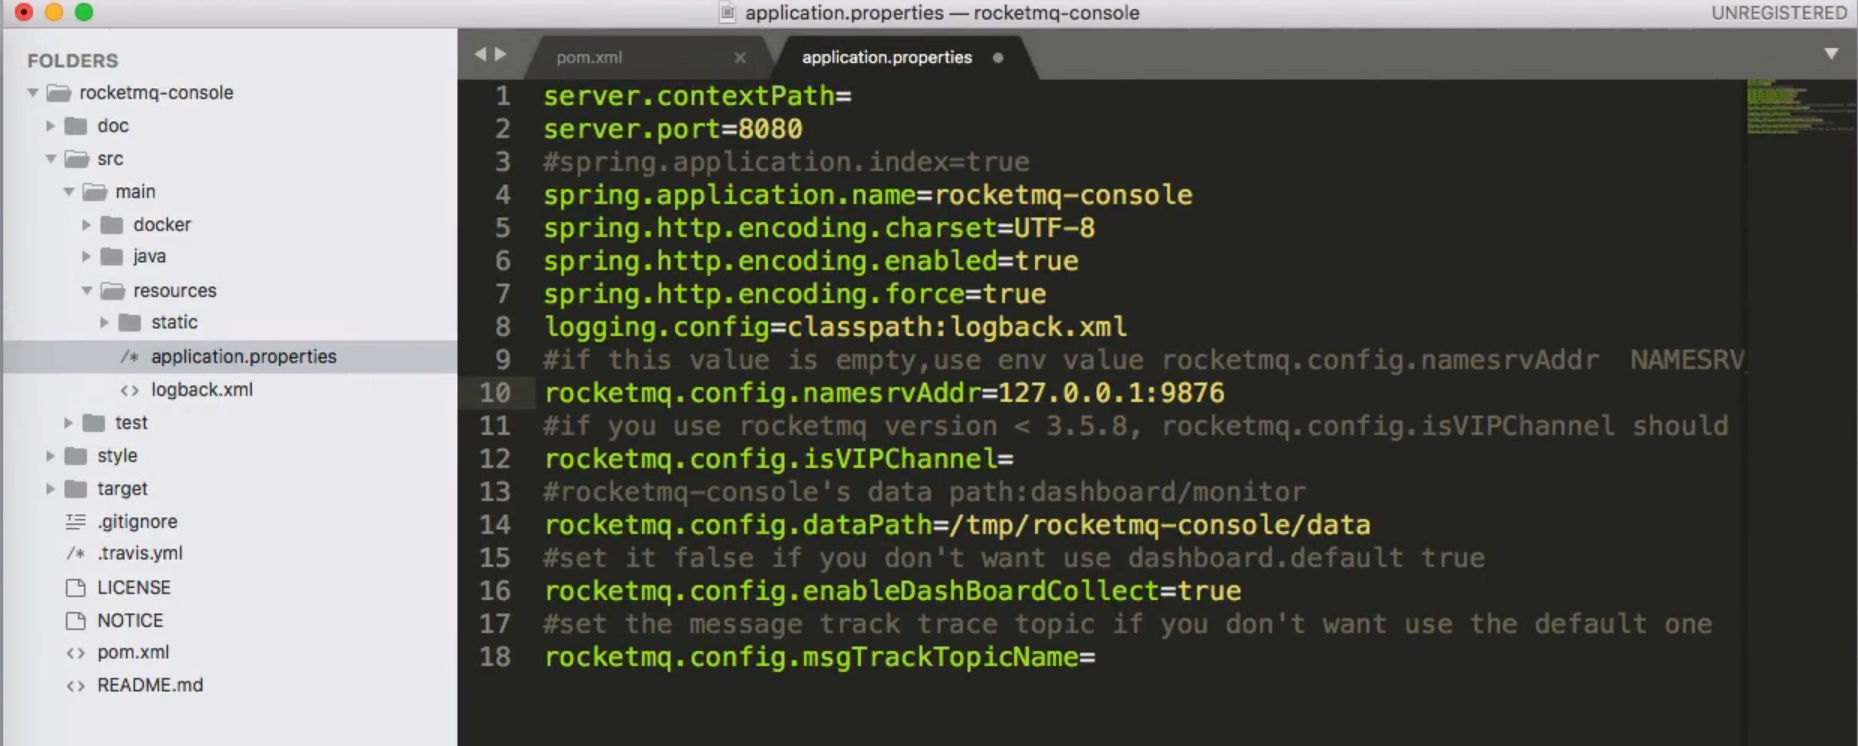 application.properties — rocketmq-console
UNREGISTERED
FOLDERS
rocketmq-console
doc
src
main
docker
java
resources
static
/* application.properties
<> logback.xml
test
style
target
.gitignore
/* .travis.yml
LICENSE
NOTICE
<> pom.xml
<> README.md
pom.xml ×
application.properties
1 server.contextPath=
2 server.port=8080
3 #spring.application.index=true
4 spring.application.name=rocketmq-console
5 spring.http.encoding.charset=UTF-8
6 spring.http.encoding.enabled=true
7 spring.http.encoding.force=true
8 logging.config=classpath:logback.xml
9 #if this value is empty,use env value rocketmq.config.namesrvAddr  NAMESRV_
10 rocketmq.config.namesrvAddr=127.0.0.1:9876
11 #if you use rocketmq version < 3.5.8, rocketmq.config.isVIPChannel should
12 rocketmq.config.isVIPChannel=
13 #rocketmq-console's data path:dashboard/monitor
14 rocketmq.config.dataPath=/tmp/rocketmq-console/data
15 #set it false if you don't want use dashboard.default true
16 rocketmq.config.enableDashBoardCollect=true
17 #set the message track trace topic if you don't want use the default one
18 rocketmq.config.msgTrackTopicName=